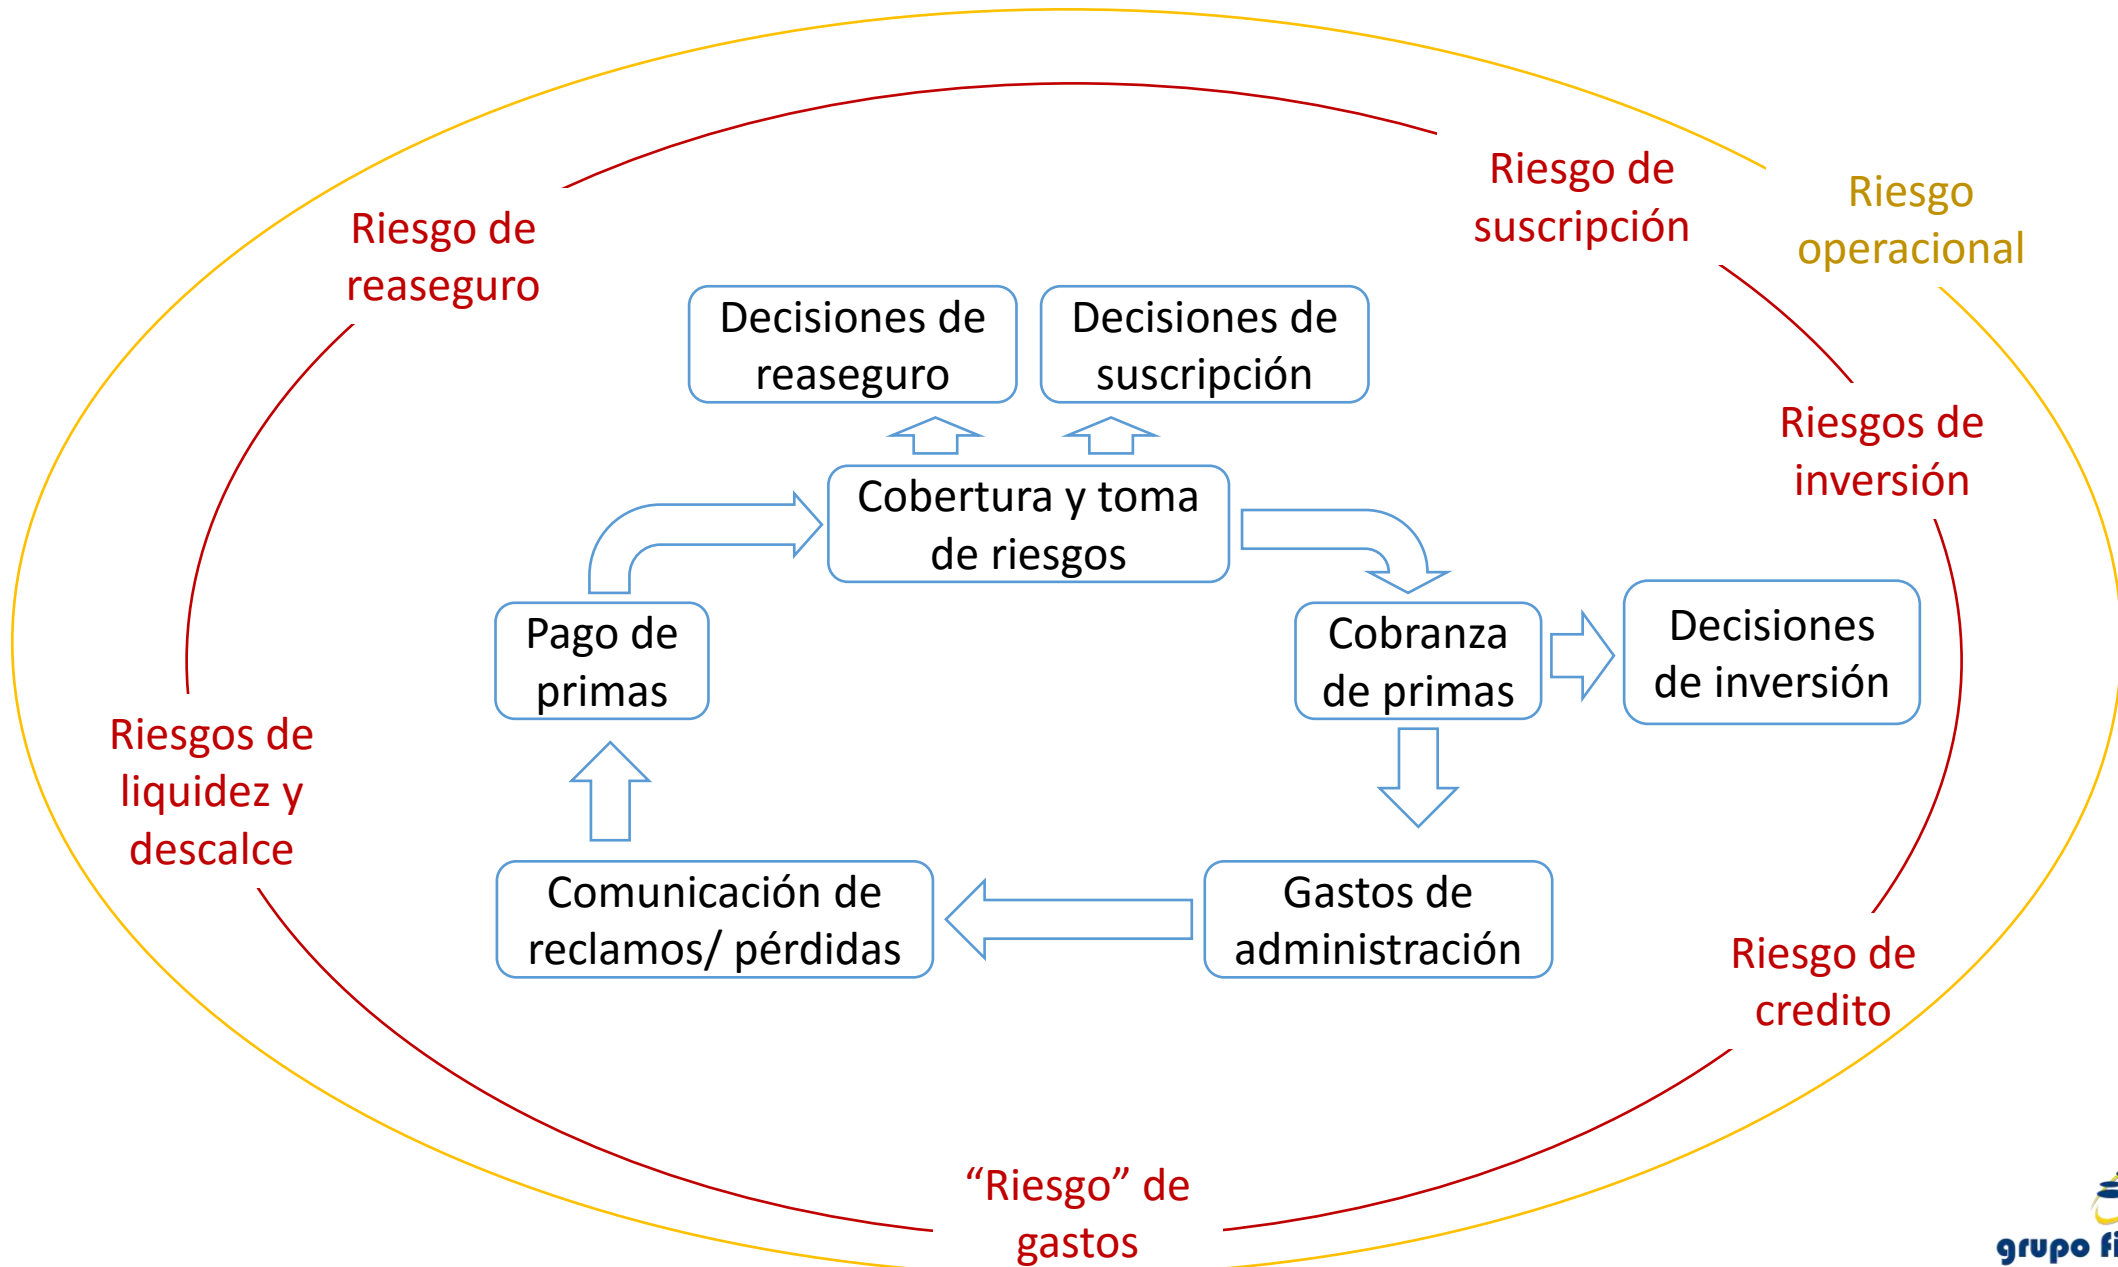 Riesgo de
suscripción
Riesgo
operacional
Riesgo de
reaseguro
Decisiones de
reaseguro
Decisiones de
suscripción
Riesgos de
inversión
Cobertura y toma
de riesgos
Pago de
primas
Cobranza
de primas
Decisiones
de inversión
Riesgos de
liquidez y
descalce
Comunicación de
reclamos/ pérdidas
Gastos de
administración
Riesgo de
credito
“Riesgo” de
gastos
grupo